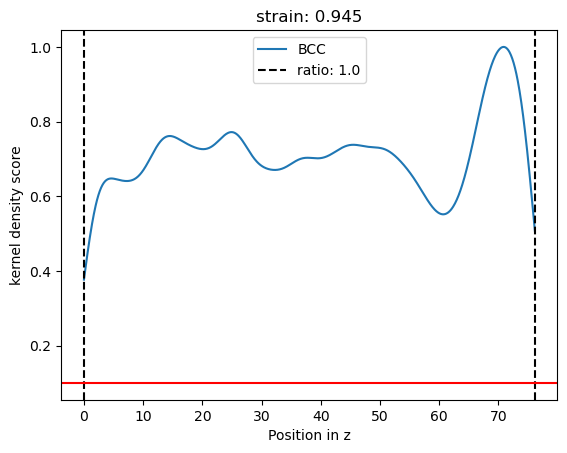 strain: 0.945
BCC
ratio: 1.0
kernel density score
1.0
0.8
0.6
0.4
0.2
0 10 20 30 40 50 60 70
Position in z